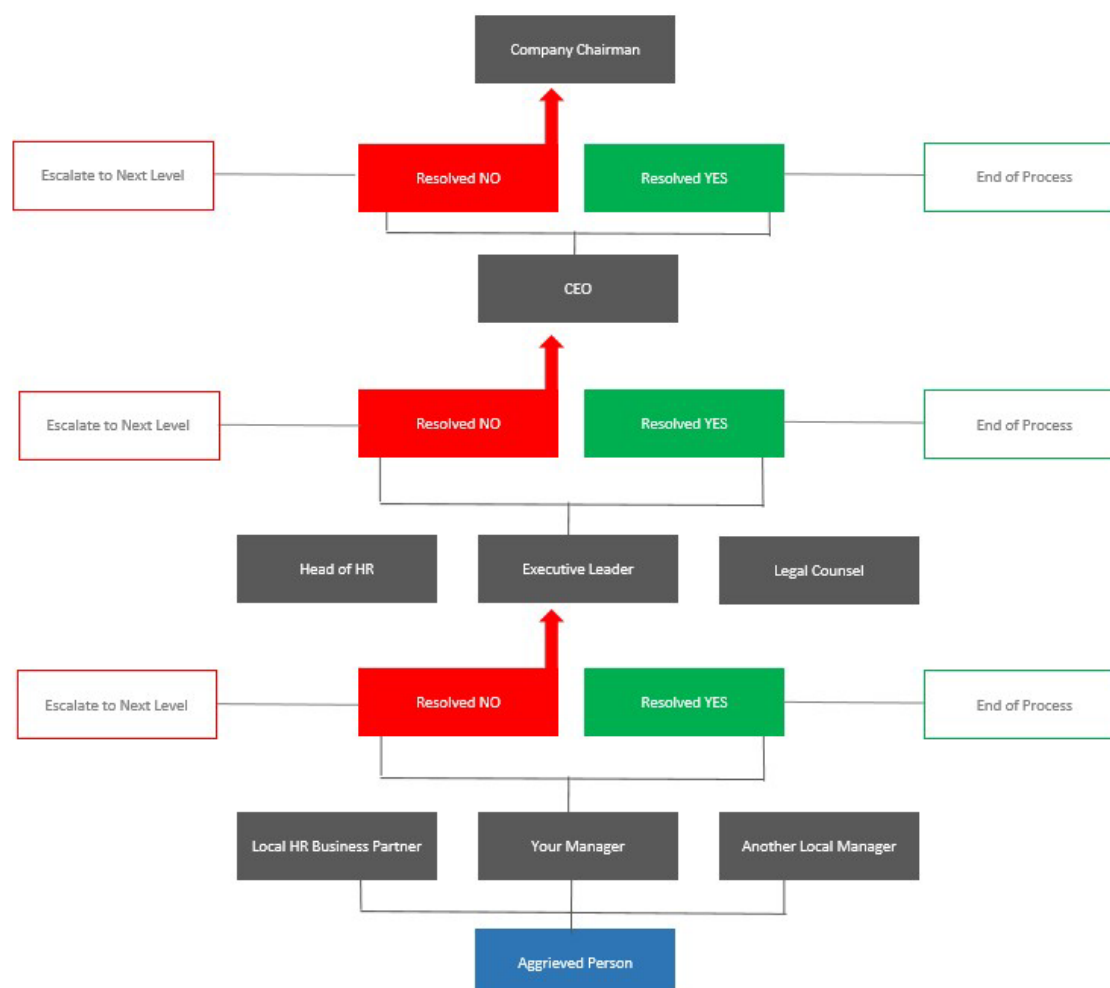 Company Chairman
Escalate to Next Level
Resolved NO
Resolved YES
End of Process
CEO
Escalate to Next Level
Resolved NO
Resolved YES
End of Process
Head of HR
Executive Leader
Legal Counsel
Escalate to Next Level
Resolved NO
Resolved YES
End of Process
Local HR Business Partner
Your Manager
Another Local Manager
Aggrieved Person